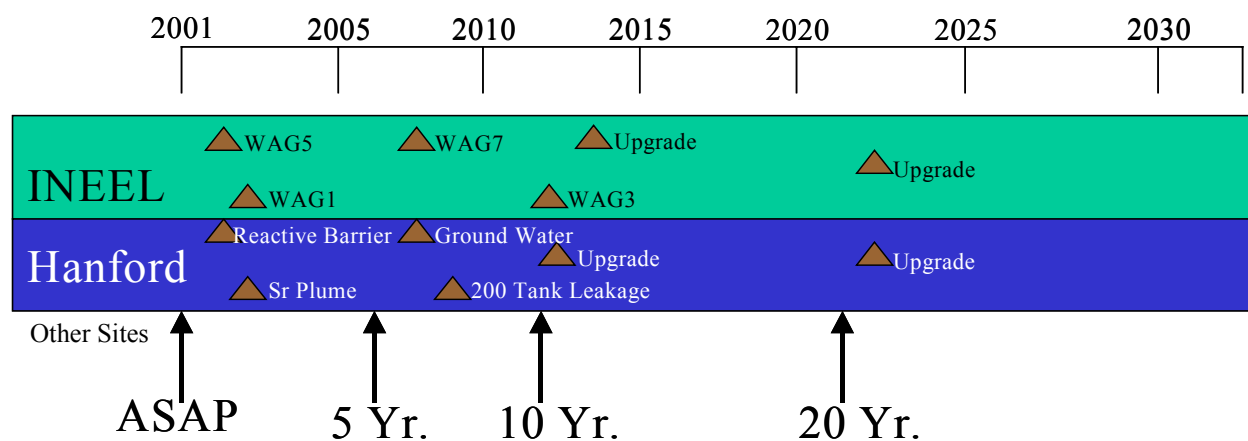 2001 2005 2010 2015 2020 2025 2030
WAG5 WAG7 Upgrade
Upgrade
INEEL
WAG1 WAG3
Reactive Barrier Ground Water
Hanford Upgrade Upgrade
Sr Plume 200 Tank Leakage
Other Sites
ASAP 5 Yr. 10 Yr. 20 Yr.